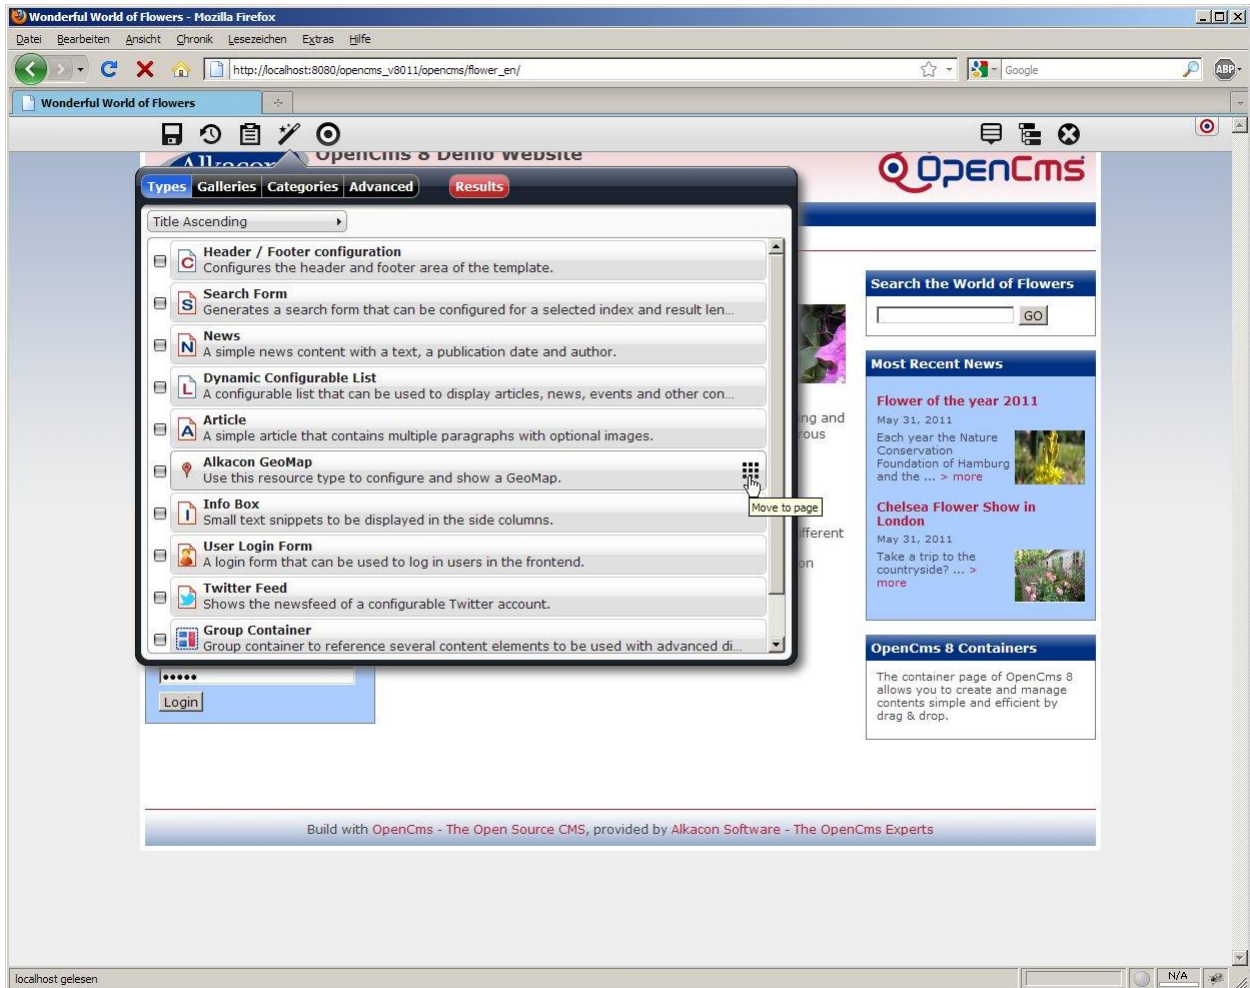 Wonderful World of Flowers - Mozilla Firefox
Datei Bearbeiten Ansicht Chronik Lesezeichen Extras Hilfe
http://localhost:8080/opencms_v8011/opencms/flower_en/
Google
ABP
Wonderful World of Flowers
Alkacon
OpenCms 8 Demo Website
OpenCms
Types Galleries Categories Advanced Results
Title Ascending
Header / Footer configuration
Configures the header and footer area of the template.
Search Form
Generates a search form that can be configured for a selected index and result len...
News
A simple news content with a text, a publication date and author.
Dynamic Configurable List
A configurable list that can be used to display articles, news, events and other con...
Article
A simple article that contains multiple paragraphs with optional images.
Alkacon GeoMap
Use this resource type to configure and show a GeoMap.
Move to page
Info Box
Small text snippets to be displayed in the side columns.
User Login Form
A login form that can be used to log in users in the frontend.
Twitter Feed
Shows the newsfeed of a configurable Twitter account.
Group Container
Group container to reference several content elements to be used with advanced di...
Login
and
ifferent
Search the World of Flowers
GO
Most Recent News
Flower of the year 2011
May 31, 2011
Each year the Nature
Conservation
Foundation of Hamburg
and the ... > more
Chelsea Flower Show in
London
May 31, 2011
Take a trip to the
countryside? ... >
more
OpenCms 8 Containers
The container page of OpenCms 8
allows you to create and manage
contents simple and efficient by
drag & drop.
Build with OpenCms - The Open Source CMS, provided by Alkacon Software - The OpenCms Experts
localhost gelesen
N/A